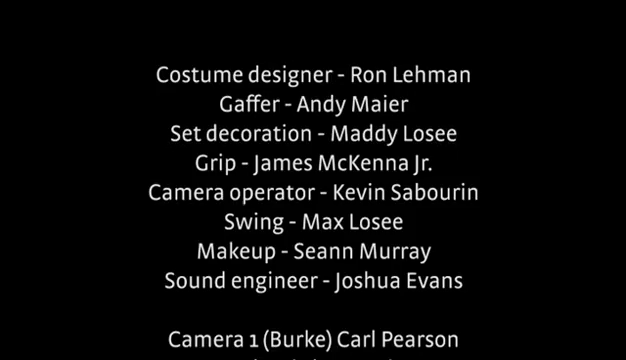 Costume designer - Ron Lehman
Gaffer - Andy Maier
Set decoration - Maddy Losee
Grip - James McKenna Jr.
Camera operator - Kevin Sabourin
Swing - Max Losee
Makeup - Seann Murray
Sound engineer - Joshua Evans
Camera 1 (Burke) Carl Pearson